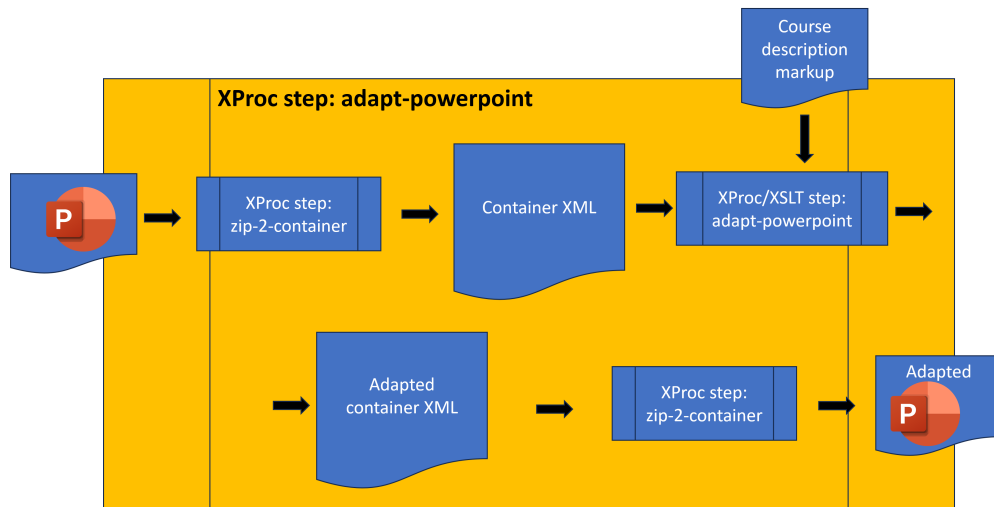 Course
description
markup
XProc step: adapt-powerpoint
P
XProc step:
zip-2-container
Container XML
XProc/XSLT step:
adapt-powerpoint
Adapted
container XML
XProc step:
zip-2-container
Adapted
P